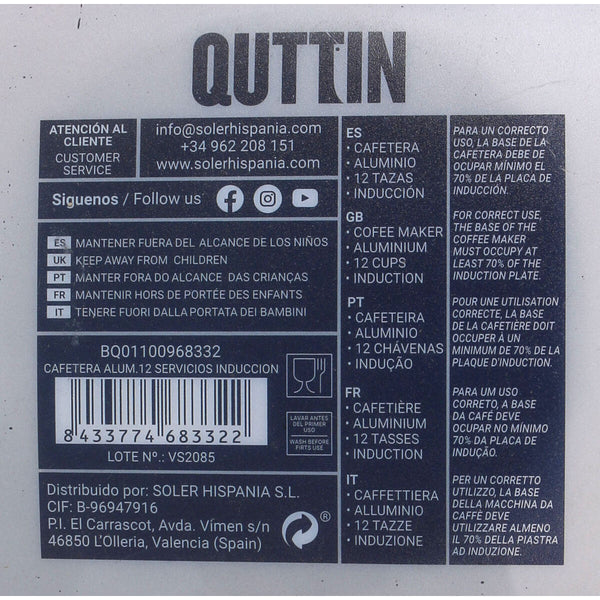 QUTTIN
ATENCIÓN AL
CLIENTE
CUSTOMER
SERVICE
info@solerhispania.com
+34 962 208 151
www.solerhispania.com
Siguenos / Follow us
ES MANTENER FUERA DEL ALCANCE DE LOS NIÑOS
UK KEEP AWAY FROM CHILDREN
PT MANTER FORA DO ALCANCE DAS CRIANÇAS
FR MANTENIR HORS DE PORTÉE DES ENFANTS
IT TENERE FUORI DALLA PORTATA DEI BAMBINI
BQ01100968332
CAFETERA ALUM.12 SERVICIOS INDUCCION
8 433774 683322
LOTE Nº.: VS2085
LAVAR ANTES
DEL PRIMER
USO
WASH BEFORE
FIRTS USE
Distribuido por: SOLER HISPANIA S.L.
CIF: B-96947916
P.I. El Carrascot, Avda. Vímen s/n
46850 L'Olleria, Valencia (Spain)
®
ES
• CAFETERA
• ALUMINIO
• 12 TAZAS
• INDUCCIÓN
PARA UN CORRECTO
USO, LA BASE DE LA
CAFETERA DEBE DE
OCUPAR MÍNIMO EL
70% DE LA PLACA DE
INDUCCIÓN.
GB
• COFEE MAKER
• ALUMINIUM
• 12 CUPS
• INDUCTION
FOR CORRECT USE,
THE BASE OF THE
COFFEE MAKER
MUST OCCUPY AT
LEAST 70% OF THE
INDUCTION PLATE.
PT
• CAFETEIRA
• ALUMINIO
• 12 CHÁVENAS
• INDUÇÃO
POUR UNE UTILISATION
CORRECTE, LA BASE
DE LA CAFETIÈRE DOIT
OCCUPER À UN
MINIMUM DE 70% DE LA
PLAQUE D'INDUCTION.
FR
• CAFETIÈRE
• ALUMINIUM
• 12 TASSES
• INDUCTION
PARA UM USO
CORRETO, A BASE
DA CAFÉ DEVE
OCUPAR NO MÍNIMO
70% DA PLACA DE
INDUÇÃO.
IT
• CAFFETTIERA
• ALLUMINIO
• 12 TAZZE
• INDUZIONE
PER UN CORRETTO
UTILIZZO, LA BASE
DELLA MACCHINA DA
CAFFÈ DEVE
UTILIZZARE ALMENO
IL 70% DELLA PIASTRA
AD INDUZIONE.